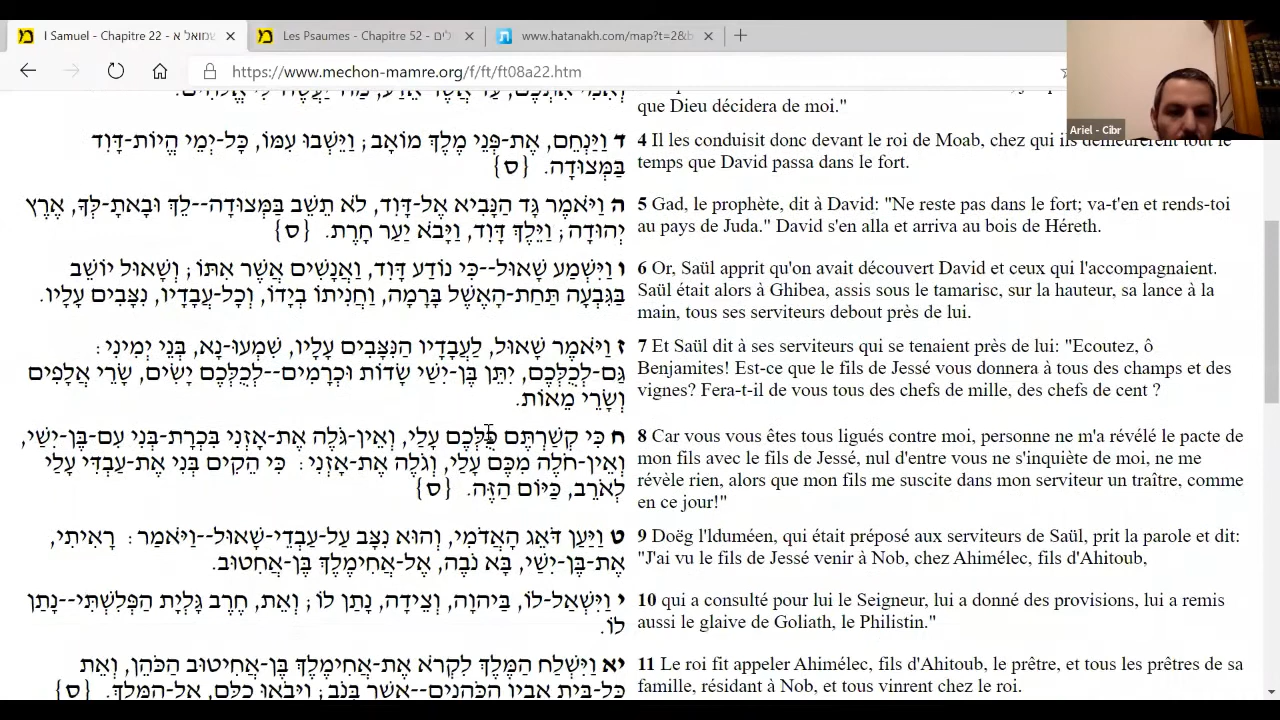 I Samuel - Chapitre 22 - שמואל א
Les Psaumes - Chapitre 52 - תהילים
www.hatanakh.com/map?t=2&b
https://www.mechon-mamre.org/f/ft/ft08a22.htm
Ariel - Cibr
que Dieu décidera de moi."
ד וַיַּנְחֵם, אֶת-פְּנֵי מֶלֶךְ מוֹאָב; וַיֵּשְׁבוּ עִמּוֹ, כָּל-יְמֵי הֱיוֹת-דָּוִד
בַּמְּצוּדָה. {ס}
4 Il les conduisit donc devant le roi de Moab, chez qui ils demeurèrent tout le
temps que David passa dans le fort.
ה וַיֹּאמֶר גָּד הַנָּבִיא אֶל-דָּוִד, לֹא תֵשֵׁב בַּמְּצוּדָה--לֵךְ וּבָאתָ-לְּךָ, אֶרֶץ
יְהוּדָה; וַיֵּלֶךְ דָּוִד, וַיָּבֹא יַעַר חָרֶת. {ס}
5 Gad, le prophète, dit à David: "Ne reste pas dans le fort; va-t'en et rends-toi
au pays de Juda." David s'en alla et arriva au bois de Héreth.
ו וַיִּשְׁמַע שָׁאוּל--כִּי נוֹדַע דָּוִד, וַאֲנָשִׁים אֲשֶׁר אִתּוֹ; וְשָׁאוּל יוֹשֵׁב
בַּגִּבְעָה תַּחַת-הָאֶשֶׁל בָּרָמָה, וַחֲנִיתוֹ בְיָדוֹ, וְכָל-עֲבָדָיו, נִצָּבִים עָלָיו.
6 Or, Saül apprit qu'on avait découvert David et ceux qui l'accompagnaient.
Saül était alors à Ghibea, assis sous le tamarisc, sur la hauteur, sa lance à la
main, tous ses serviteurs debout près de lui.
ז וַיֹּאמֶר שָׁאוּל, לַעֲבָדָיו הַנִּצָּבִים עָלָיו, שִׁמְעוּ-נָא, בְּנֵי יְמִינִי:
גַּם-לְכֻלְּכֶם, יִתֵּן בֶּן-יִשַׁי שָׂדוֹת וּכְרָמִים--לְכֻלְּכֶם יָשִׂים, שָׂרֵי אֲלָפִים
וְשָׂרֵי מֵאוֹת.
7 Et Saül dit à ses serviteurs qui se tenaient près de lui: "Ecoutez, ô
Benjamites! Est-ce que le fils de Jessé vous donnera à tous des champs et des
vignes? Fera-t-il de vous tous des chefs de mille, des chefs de cent ?
ח כִּי קְשַׁרְתֶּם כֻּלְּכֶם עָלַי, וְאֵין-גֹּלֶה אֶת-אָזְנִי בִּכְרָת-בְּנִי עִם-בֶּן-יִשַׁי,
וְאֵין-חֹלֶה מִכֶּם עָלַי, וְגֹלֶה אֶת-אָזְנִי: כִּי הֵקִים בְּנִי אֶת-עַבְדִּי עָלַי
לְאֹרֵב, כַּיּוֹם הַזֶּה. {ס}
8 Car vous vous êtes tous ligués contre moi, personne ne m'a révélé le pacte de
mon fils avec le fils de Jessé, nul d'entre vous ne s'inquiète de moi, ne me
révèle rien, alors que mon fils me suscite dans mon serviteur un traître, comme
en ce jour!"
ט וַיַּעַן דֹּאֵג הָאֲדֹמִי, וְהוּא נִצָּב עַל-עַבְדֵי-שָׁאוּל--וַיֹּאמַר: רָאִיתִי,
אֶת-בֶּן-יִשַׁי, בָּא נֹבֶה, אֶל-אֲחִימֶלֶךְ בֶּן-אֲחִטוּב.
9 Doëg l'lduméen, qui était préposé aux serviteurs de Saül, prit la parole et dit:
"J'ai vu le fils de Jessé venir à Nob, chez Ahimélec, fils d'Ahitoub,
י וַיִּשְׁאַל-לוֹ, בַּיהוָה, וְצֵידָה, נָתַן לוֹ; וְאֵת, חֶרֶב גָּלְיָת הַפְּלִשְׁתִּי--נָתַן
לוֹ.
10 qui a consulté pour lui le Seigneur, lui a donné des provisions, lui a remis
aussi le glaive de Goliath, le Philistin."
יא וַיִּשְׁלַח הַמֶּלֶךְ לִקְרֹא אֶת-אֲחִימֶלֶךְ בֶּן-אֲחִיטוּב הַכֹּהֵן, וְאֵת
כָּל-בֵּית אָבִיו הַכֹּהֲנִים--אֲשֶׁר בְּנֹב; וַיָּבֹאוּ כֻלָּם, אֶל-הַמֶּלֶךְ. {ס}
11 Le roi fit appeler Ahimélec, fils d'Ahitoub, le prêtre, et tous les prêtres de sa
famille, résidant à Nob, et tous vinrent chez le roi.